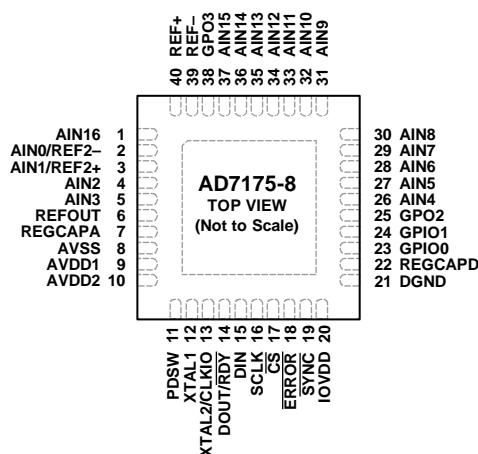 40 REF+
39 REF–
38 GPO3
37 AIN15
36 AIN14
35 AIN13
34 AIN12
33 AIN11
32 AIN10
31 AIN9
AIN16 1
AIN0/REF2– 2
AIN1/REF2+ 3
AIN2 4
AIN3 5
REFOUT 6
REGCAPA 7
AVSS 8
AVDD1 9
AVDD2 10
AD7175-8
TOP VIEW
(Not to Scale)
30 AIN8
29 AIN7
28 AIN6
27 AIN5
26 AIN4
25 GPO2
24 GPIO1
23 GPIO0
22 REGCAPD
21 DGND
PDSW 11
XTAL1 12
XTAL2/CLKIO 13
DOUT/RDY 14
DIN 15
SCLK 16
CS 17
ERROR 18
SYNC 19
IOVDD 20